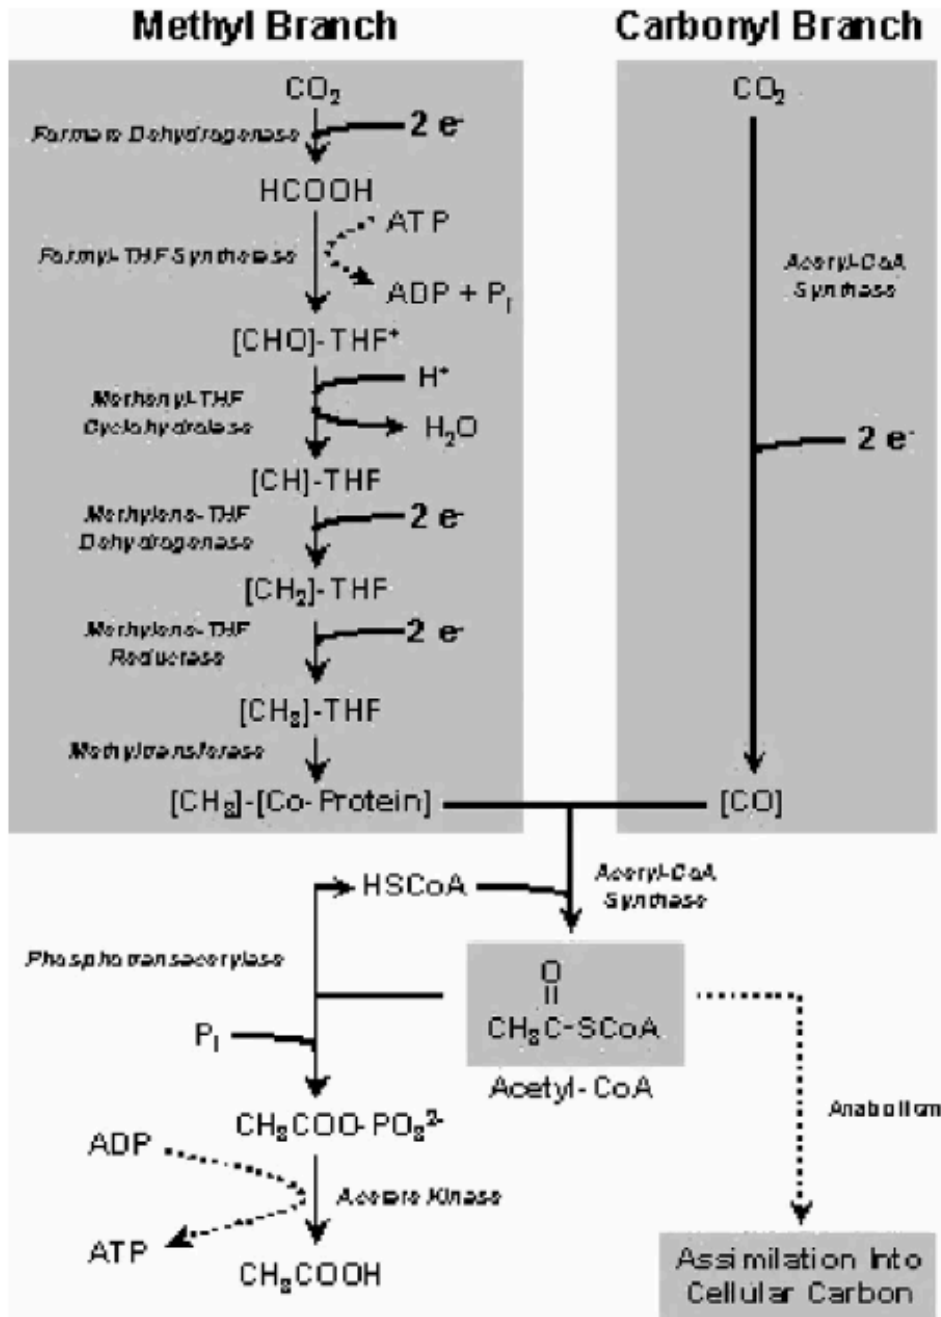 Methyl Branch
Carbonyl Branch
CO₂
Formate Dehydrogenase
2 e⁻
HCOOH
ATP
Formyl-THF Synthetase
ADP + Pᵢ
[CHO]-THF⁺
H⁺
Methenyl-THF
Cyclohydrolase
H₂O
[CH]-THF
Methylene-THF
Dehydrogenase
2 e⁻
[CH₂]-THF
Methylene-THF
Reductase
2 e⁻
[CH₃]-THF
Methyltransferase
[CH₃]-[Co-Protein]
CO₂
Acetyl-CoA
Synthase
2 e⁻
[CO]
HSCoA
Acetyl-CoA
Synthase
Phosphotransacetylase
O
CH₃C-SCoA
Acetyl-CoA
Pᵢ
CH₃COO-PO₃²⁻
Anabolism
ADP
Acetate Kinase
ATP
CH₃COOH
Assimilation Into
Cellular Carbon